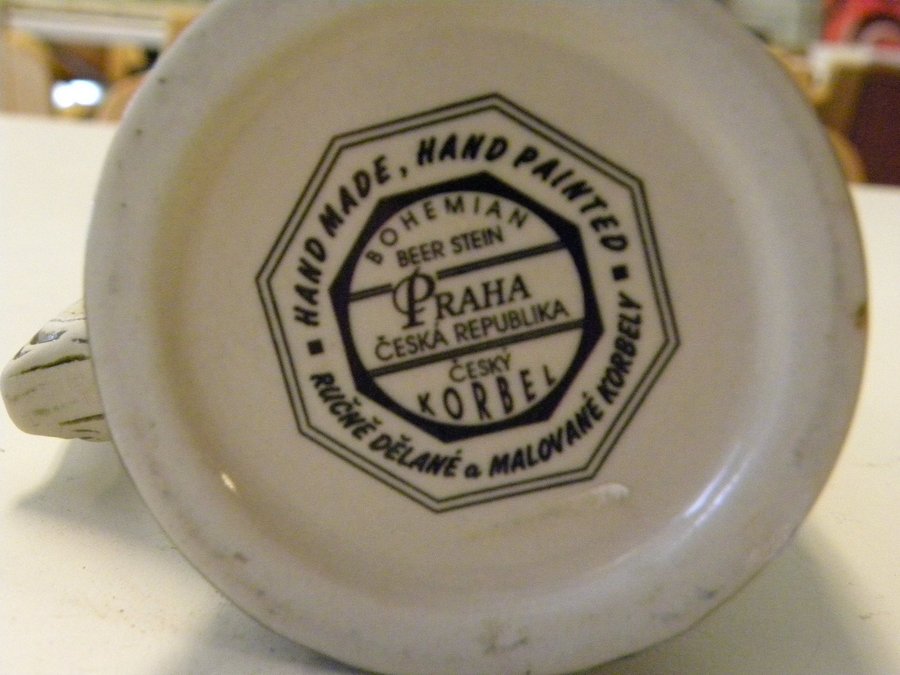 HAND MADE, HAND PAINTED
BOHEMIAN
BEER STEIN
PRAHA
ČESKÁ REPUBLIKA
ČESKÝ
KORBEL
RUČNĚ DĚLANÉ a MALOVANÉ KORBELY